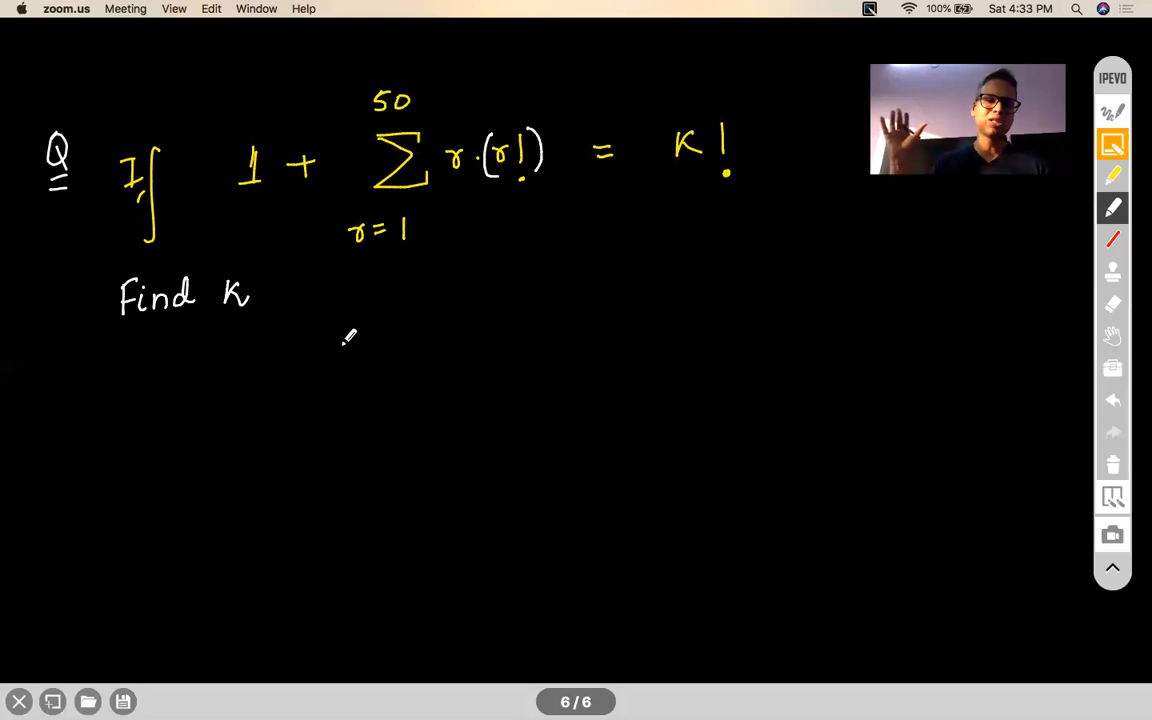 zoom.us Meeting View Edit Window Help 100% Sat 4:33 PM
IPEVO
50
Q If 1 + ∑ r.(r!) = K!
r = 1
Find K
6 / 6